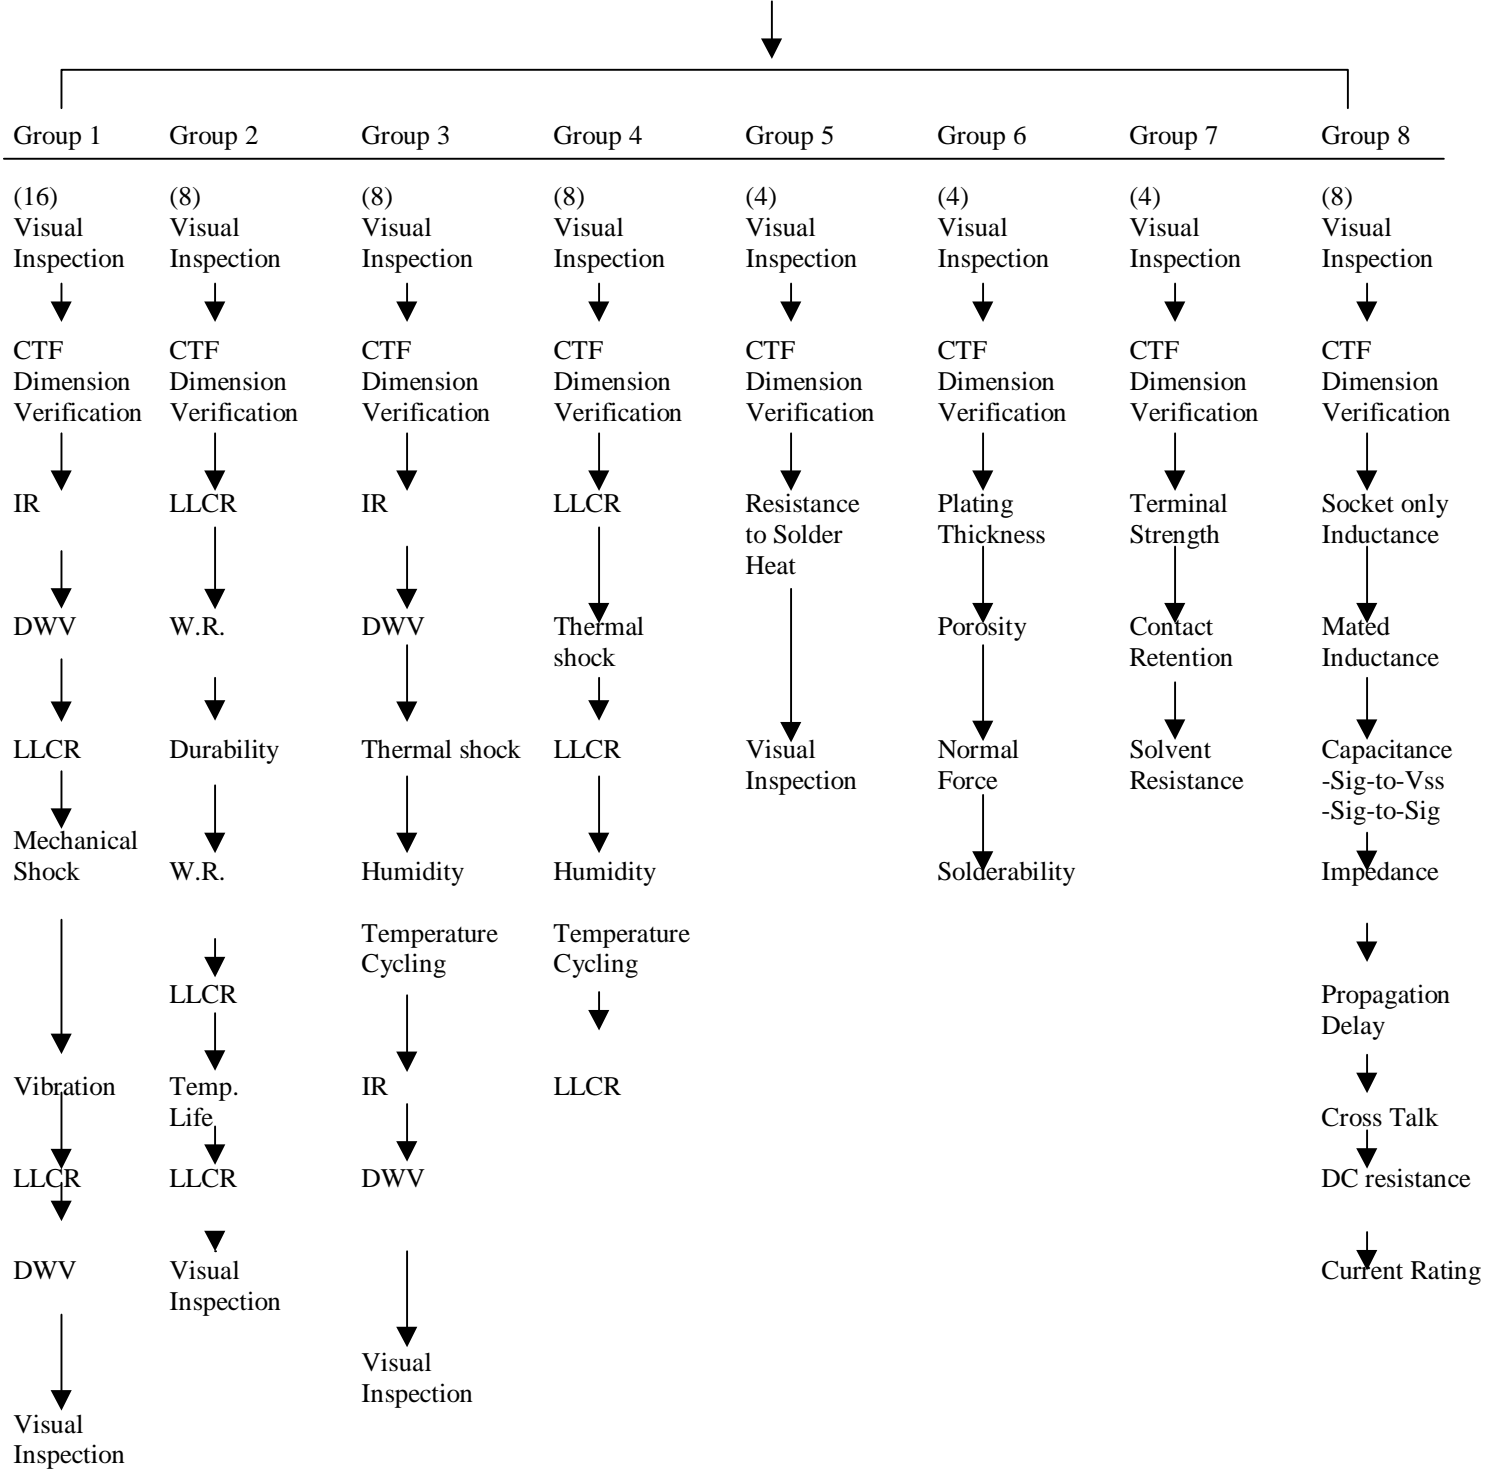 Group 1
Group 2
Group 3
Group 4
Group 5
Group 6
Group 7
Group 8
(16)
Visual
Inspection
CTF
Dimension
Verification
IR
DWV
LLCR
Mechanical
Shock
Vibration
LLCR
DWV
Visual
Inspection
(8)
Visual
Inspection
CTF
Dimension
Verification
LLCR
W.R.
Durability
W.R.
LLCR
Temp.
Life
LLCR
Visual
Inspection
(8)
Visual
Inspection
CTF
Dimension
Verification
IR
DWV
Thermal shock
Humidity
Temperature
Cycling
IR
DWV
Visual
Inspection
(8)
Visual
Inspection
CTF
Dimension
Verification
LLCR
Thermal
shock
LLCR
Humidity
Temperature
Cycling
LLCR
(4)
Visual
Inspection
CTF
Dimension
Verification
Resistance
to Solder
Heat
Visual
Inspection
(4)
Visual
Inspection
CTF
Dimension
Verification
Plating
Thickness
Porosity
Normal
Force
Solderability
(4)
Visual
Inspection
CTF
Dimension
Verification
Terminal
Strength
Contact
Retention
Solvent
Resistance
(8)
Visual
Inspection
CTF
Dimension
Verification
Socket only
Inductance
Mated
Inductance
Capacitance
-Sig-to-Vss
-Sig-to-Sig
Impedance
Propagation
Delay
Cross Talk
DC resistance
Current Rating